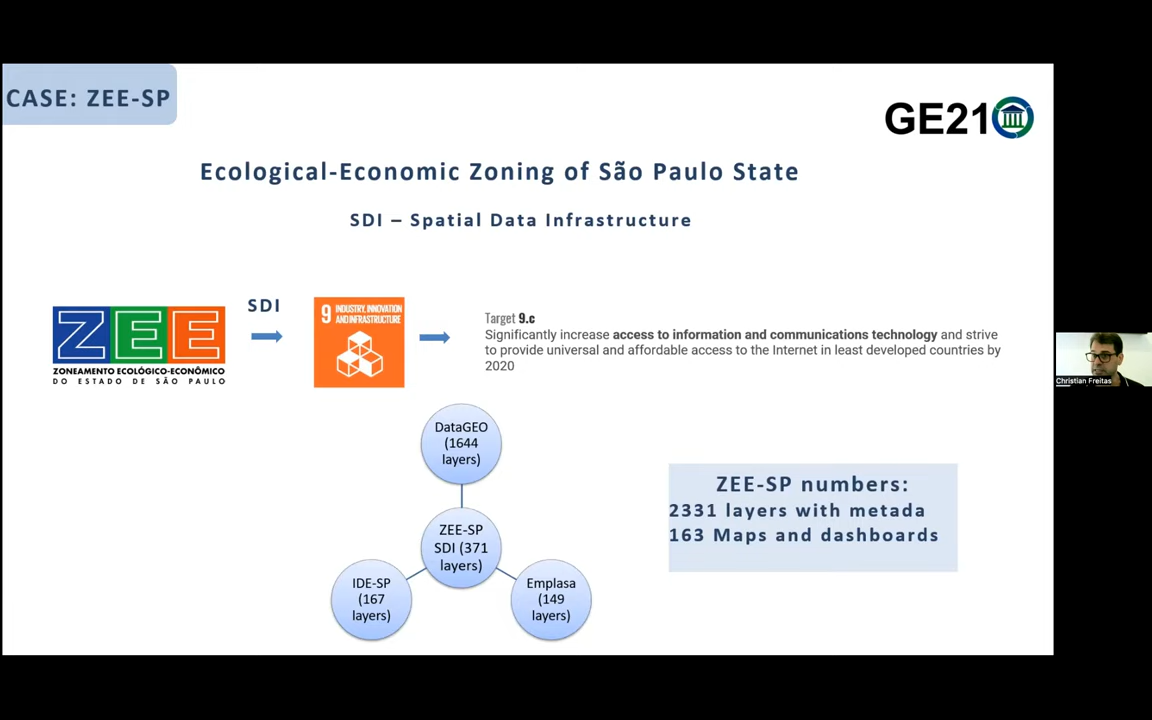 CASE: ZEE-SP
GE21
Ecological-Economic Zoning of São Paulo State
SDI – Spatial Data Infrastructure
ZEE
ZONEAMENTO ECOLÓGICO-ECONÔMICO
DO ESTADO DE SÃO PAULO
SDI
9 INDUSTRY, INNOVATION
AND INFRASTRUCTURE
Target 9.c
Significantly increase access to information and communications technology and strive
to provide universal and affordable access to the Internet in least developed countries by
2020
DataGEO
(1644
layers)
ZEE-SP
SDI (371
layers)
IDE-SP
(167
layers)
Emplasa
(149
layers)
ZEE-SP numbers:
2331 layers with metada
163 Maps and dashboards
Christian Freitas